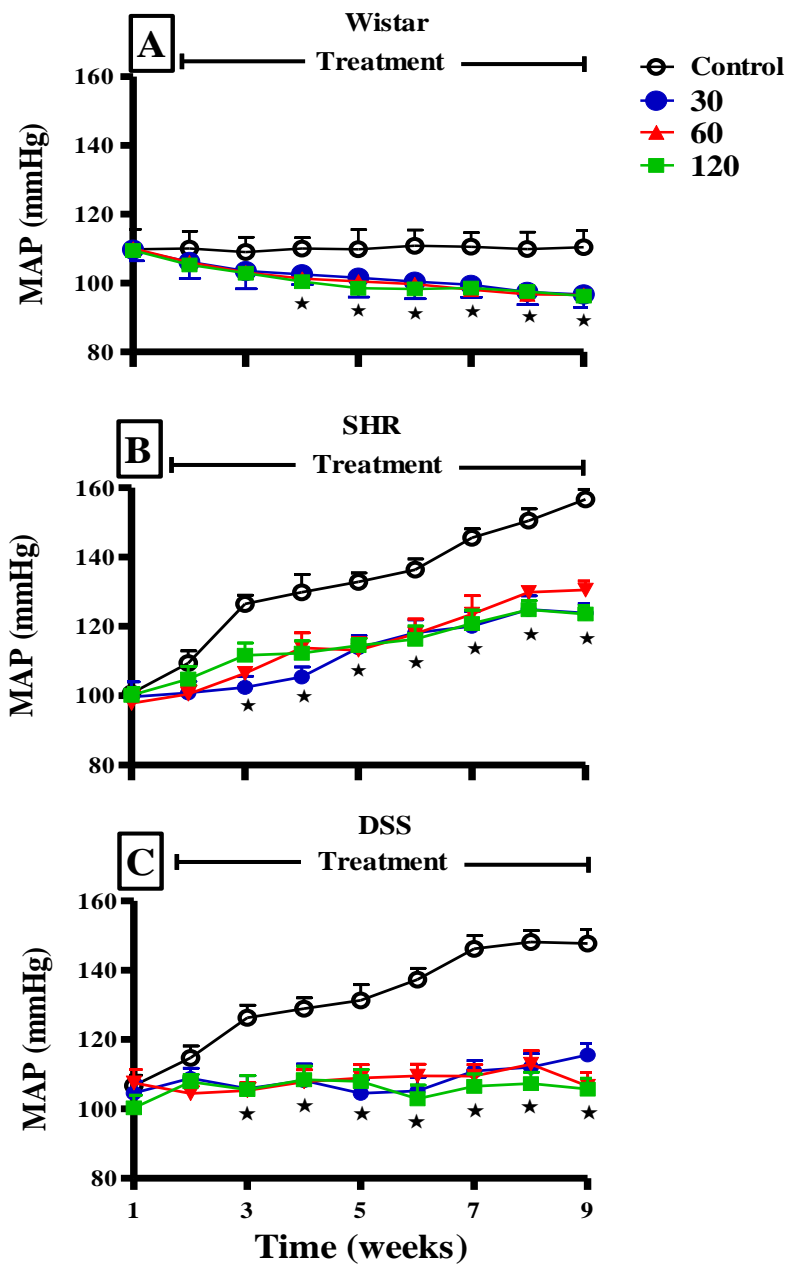 Wistar
A
Treatment
Control
30
60
120
160
140
120
100
80
MAP (mmHg)
SHR
B
Treatment
160
140
120
100
80
MAP (mmHg)
DSS
C
Treatment
160
140
120
100
80
MAP (mmHg)
1 3 5 7 9
Time (weeks)